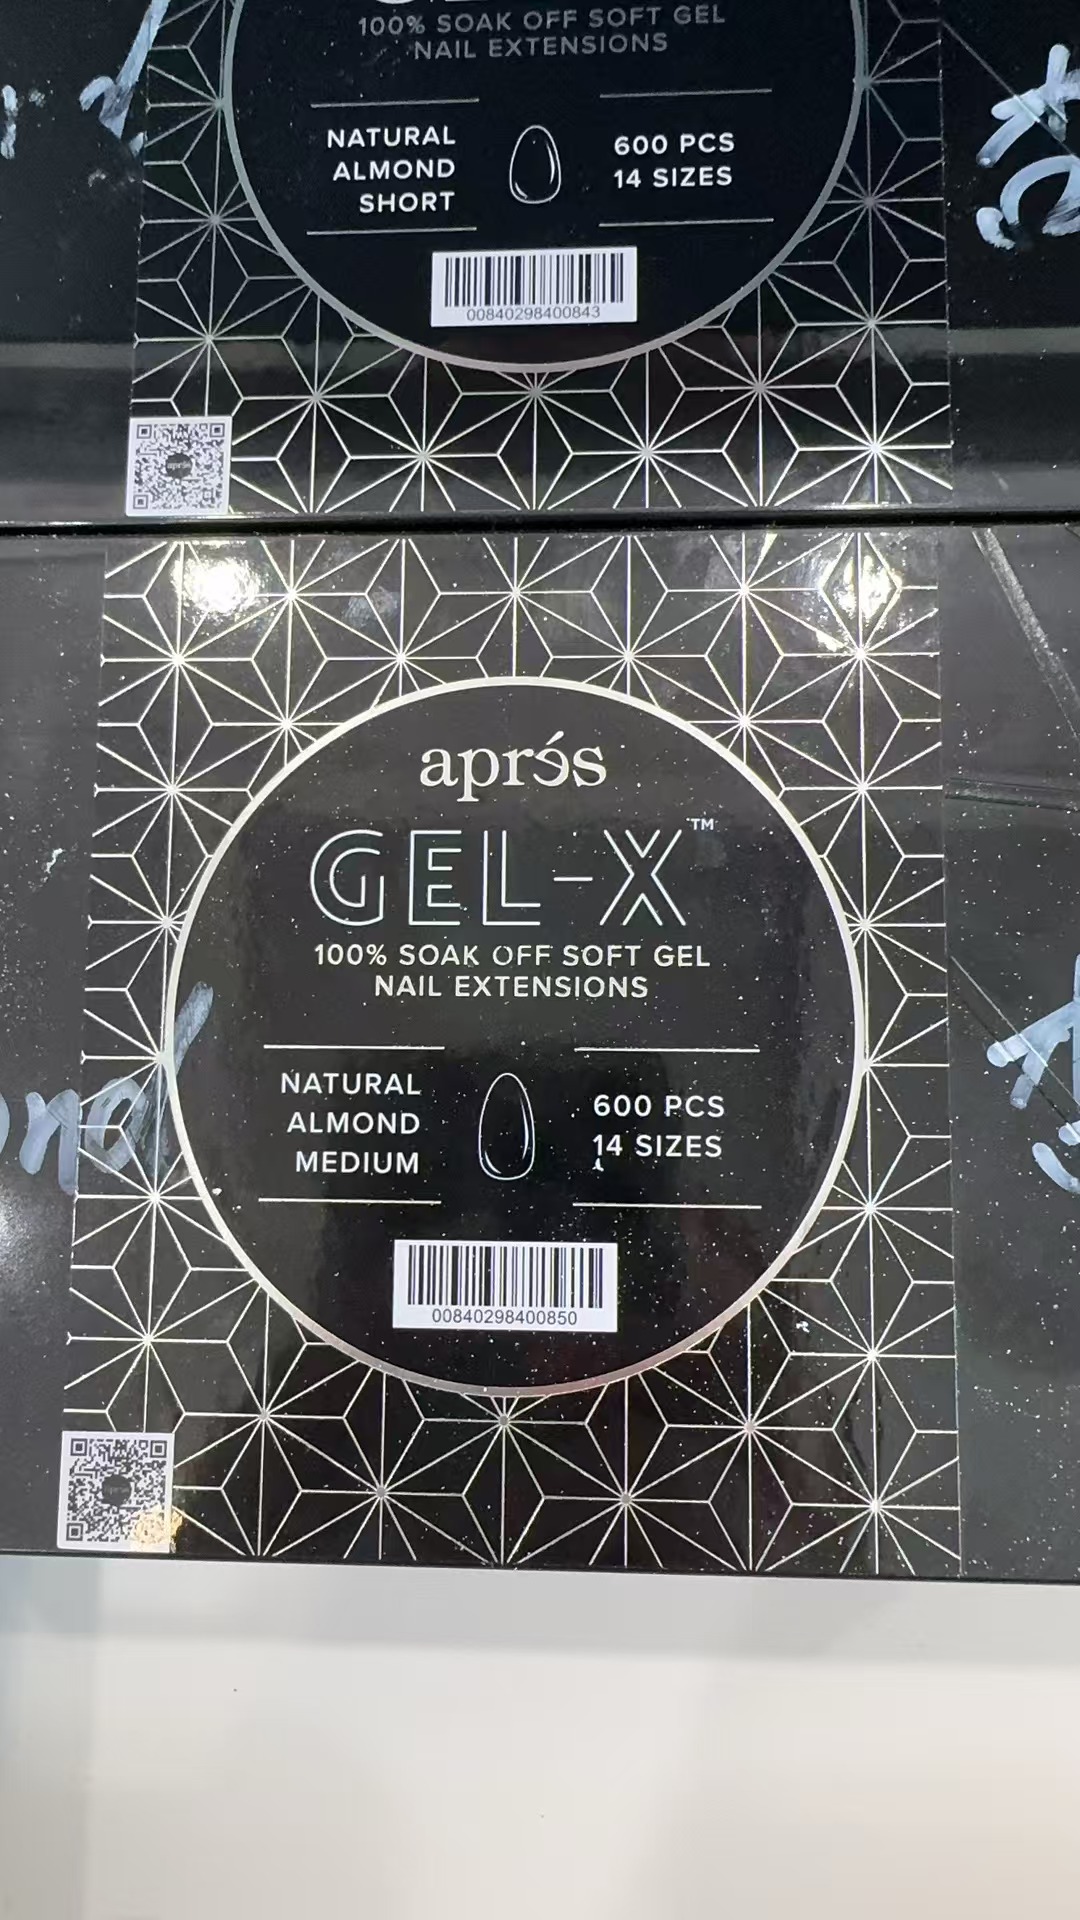 100% SOAK OFF SOFT GEL
NAIL EXTENSIONS
NATURAL
ALMOND
SHORT
600 PCS
14 SIZES
00840298400843
aprés
aprés
GEL-X™
100% SOAK OFF SOFT GEL
NAIL EXTENSIONS
NATURAL
ALMOND
MEDIUM
600 PCS
14 SIZES
00840298400850